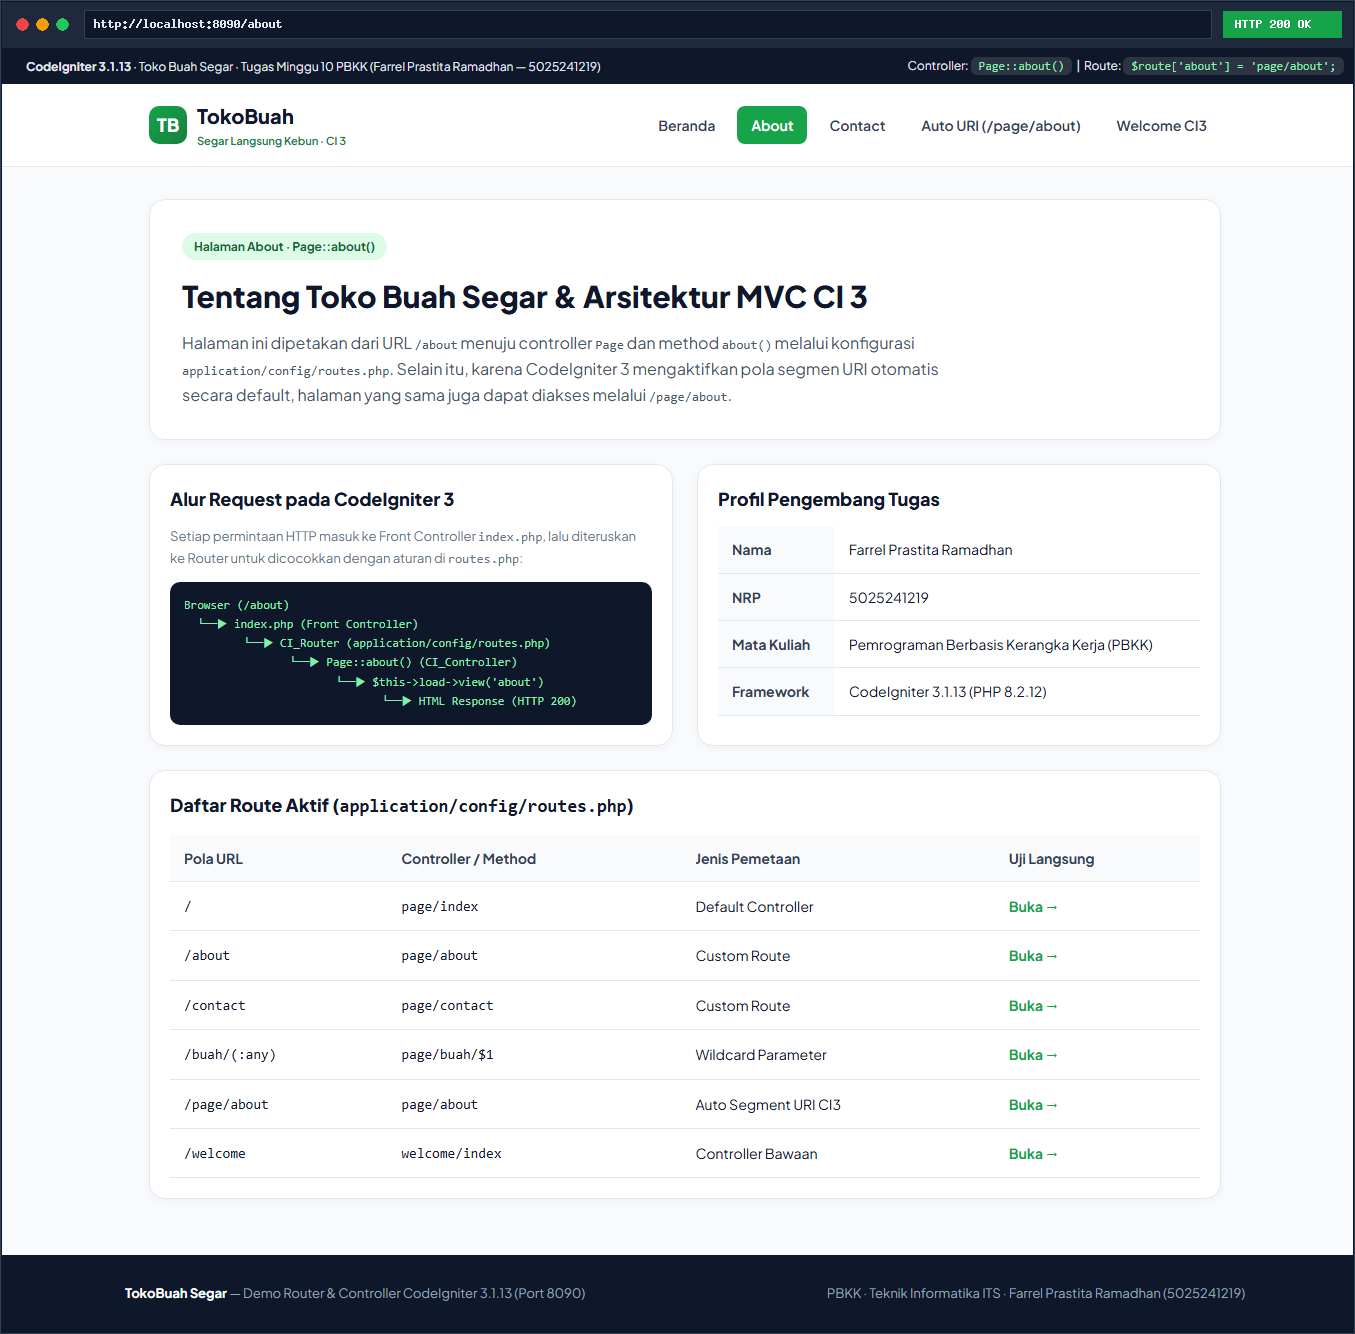 http://localhost:8090/about
HTTP 200 OK
CodeIgniter 3.1.13 · Toko Buah Segar · Tugas Minggu 10 PBKK (Farrel Prastita Ramadhan — 5025241219)
Controller: Page::about() | Route: $route['about'] = 'page/about';
TB
TokoBuah
Segar Langsung Kebun · CI 3
Beranda
About
Contact
Auto URI (/page/about)
Welcome CI3
Halaman About · Page::about()
Tentang Toko Buah Segar & Arsitektur MVC CI 3
Halaman ini dipetakan dari URL /about menuju controller Page dan method about() melalui konfigurasi
application/config/routes.php. Selain itu, karena CodeIgniter 3 mengaktifkan pola segmen URI otomatis
secara default, halaman yang sama juga dapat diakses melalui /page/about.
Alur Request pada CodeIgniter 3
Setiap permintaan HTTP masuk ke Front Controller index.php, lalu diteruskan
ke Router untuk dicocokkan dengan aturan di routes.php:
Browser (/about)
└──▶ index.php (Front Controller)
└──▶ CI_Router (application/config/routes.php)
└──▶ Page::about() (CI_Controller)
└──▶ $this->load->view('about')
└──▶ HTML Response (HTTP 200)
Profil Pengembang Tugas
Nama Farrel Prastita Ramadhan
NRP 5025241219
Mata Kuliah Pemrograman Berbasis Kerangka Kerja (PBKK)
Framework CodeIgniter 3.1.13 (PHP 8.2.12)
Daftar Route Aktif (application/config/routes.php)
Pola URL Controller / Method Jenis Pemetaan Uji Langsung
/ page/index Default Controller Buka →
/about page/about Custom Route Buka →
/contact page/contact Custom Route Buka →
/buah/(:any) page/buah/$1 Wildcard Parameter Buka →
/page/about page/about Auto Segment URI CI3 Buka →
/welcome welcome/index Controller Bawaan Buka →
TokoBuah Segar — Demo Router & Controller CodeIgniter 3.1.13 (Port 8090)
PBKK · Teknik Informatika ITS · Farrel Prastita Ramadhan (5025241219)